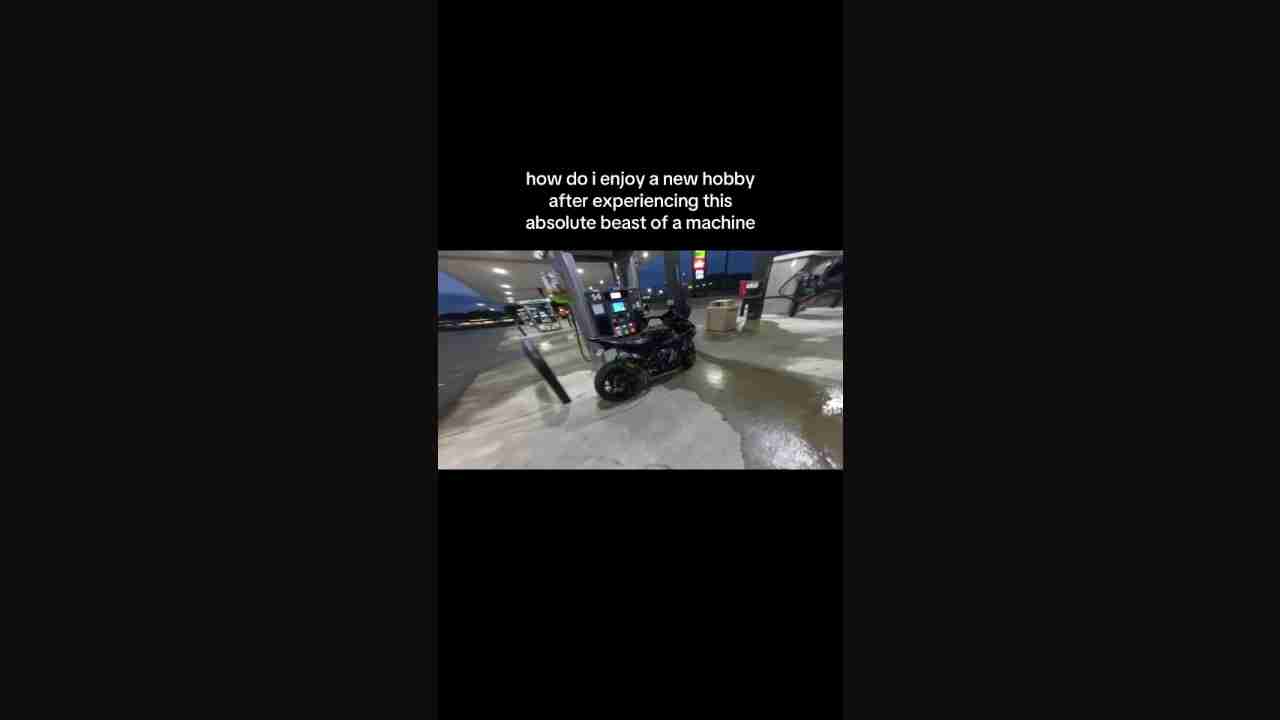 how do i enjoy a new hobby
after experiencing this
absolute beast of a machine